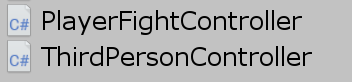 C# PlayerFightController
C# ThirdPersonController